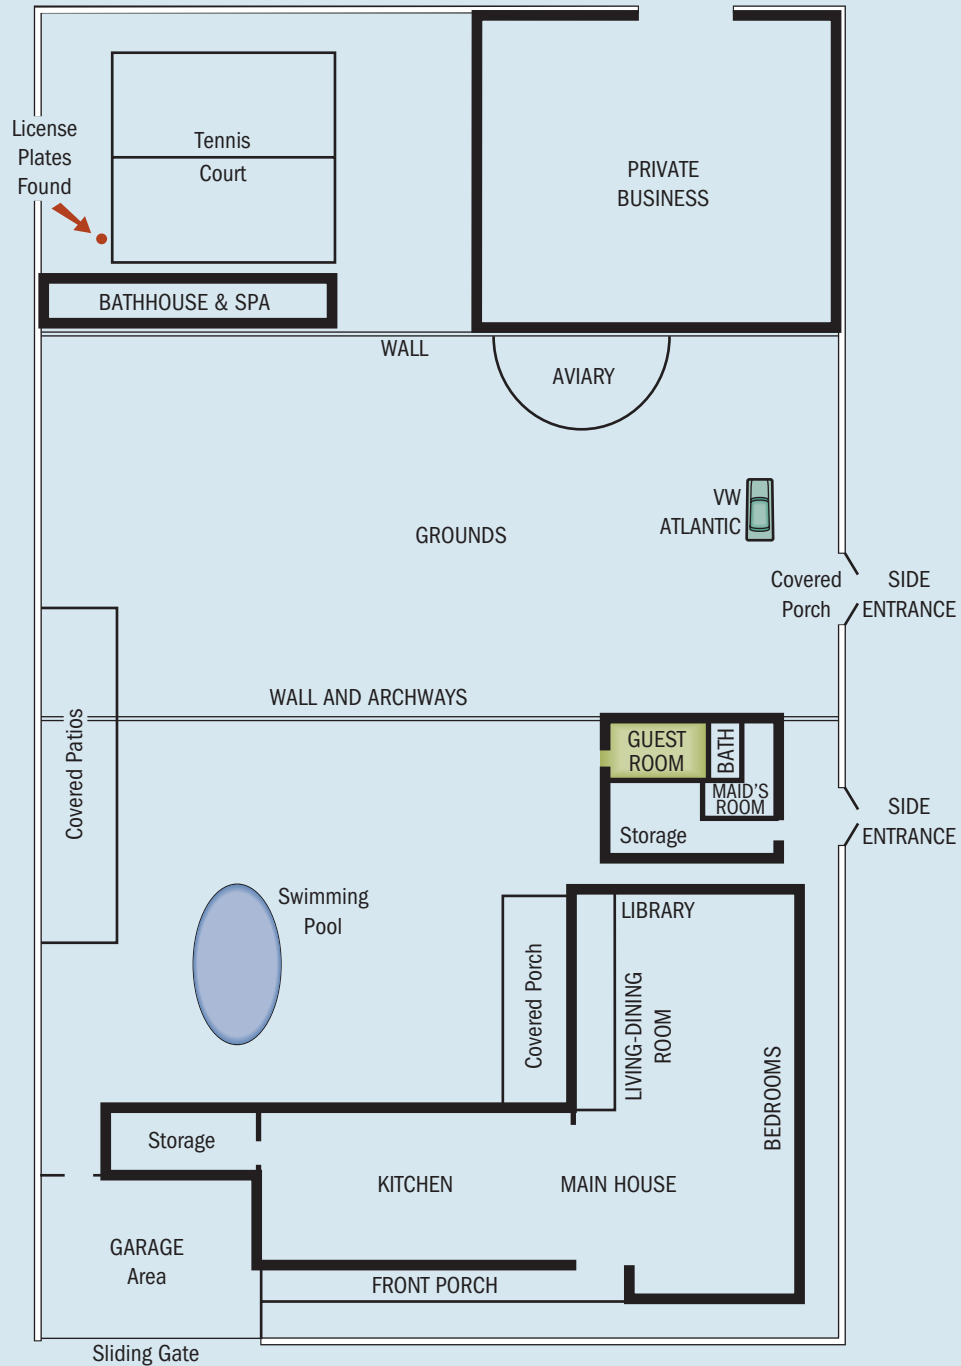 License
Plates
Found
Tennis
Court
PRIVATE
BUSINESS
BATHHOUSE & SPA
WALL
AVIARY
VW
ATLANTIC
GROUNDS
Covered
Porch
SIDE
ENTRANCE
WALL AND ARCHWAYS
Covered Patios
GUEST
ROOM
BATH
MAID'S
ROOM
Storage
SIDE
ENTRANCE
Swimming
Pool
LIBRARY
Covered Porch
LIVING-DINING
ROOM
BEDROOMS
Storage
KITCHEN
MAIN HOUSE
GARAGE
Area
FRONT PORCH
Sliding Gate